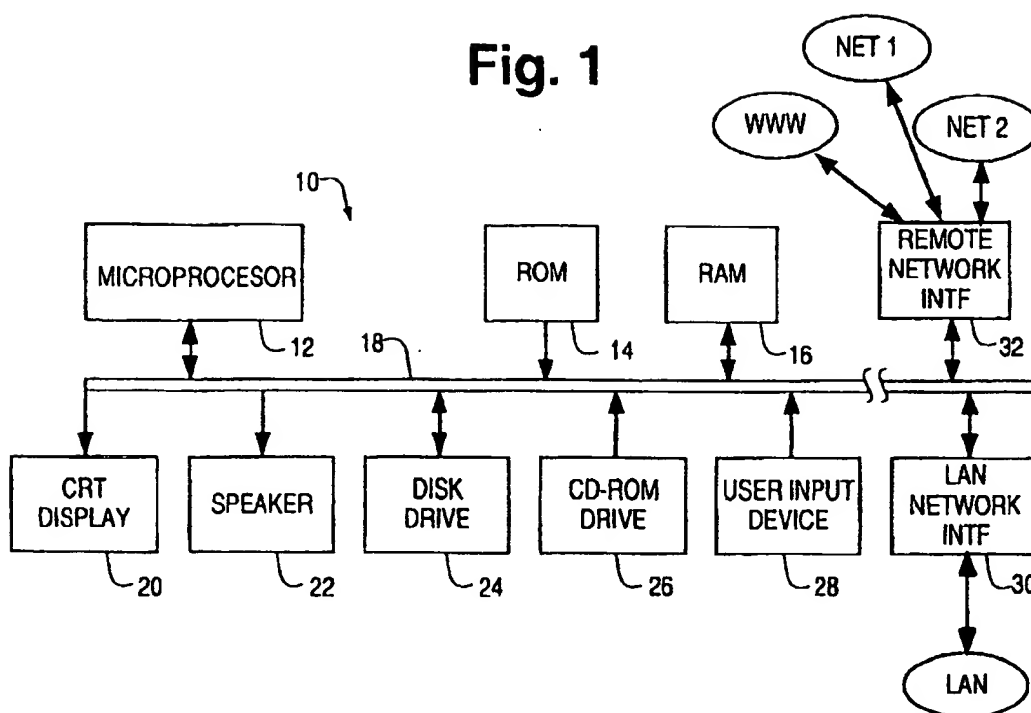 Fig. 1
NET 1
WWW
NET 2
10
MICROPROCESOR
ROM
RAM
REMOTE
NETWORK
INTF
12
18
14
16
32
CRT
DISPLAY
SPEAKER
DISK
DRIVE
CD-ROM
DRIVE
USER INPUT
DEVICE
LAN
NETWORK
INTF
20
22
24
26
28
30
LAN